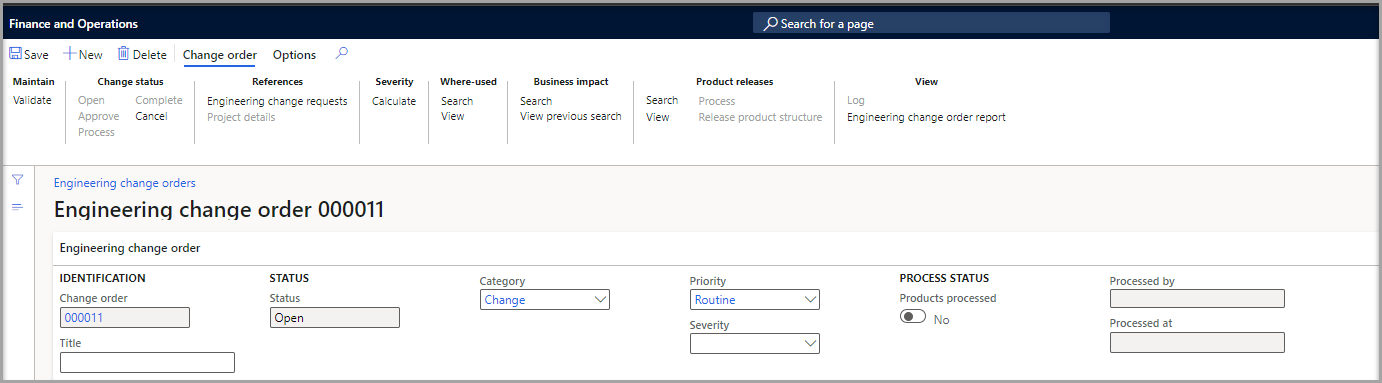 Finance and Operations
Search for a page
Save New Delete Change order Options
Maintain Change status References Severity Where-used Business impact Product releases View
Validate Open Complete Engineering change requests Calculate Search Search Search Process Log
Approve Cancel Project details View View previous search View Release product structure Engineering change order report
Process
Engineering change orders
Engineering change order 000011
Engineering change order
IDENTIFICATION STATUS Category Priority PROCESS STATUS Processed by
Change order Status Change Routine Products processed
000011 Open Severity No Processed at
Title